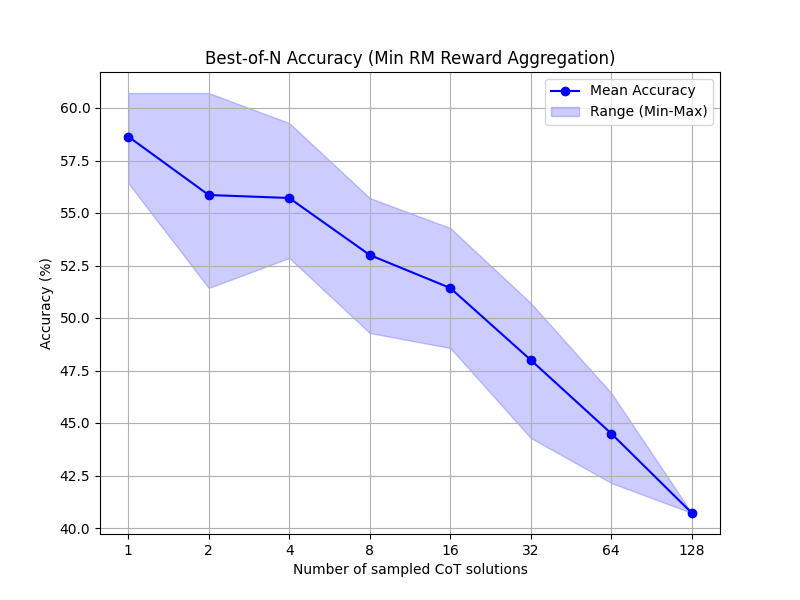 Best-of-N Accuracy (Min RM Reward Aggregation)
Mean Accuracy
Range (Min-Max)
Accuracy (%)
60.0
57.5
55.0
52.5
50.0
47.5
45.0
42.5
40.0
1 2 4 8 16 32 64 128
Number of sampled CoT solutions